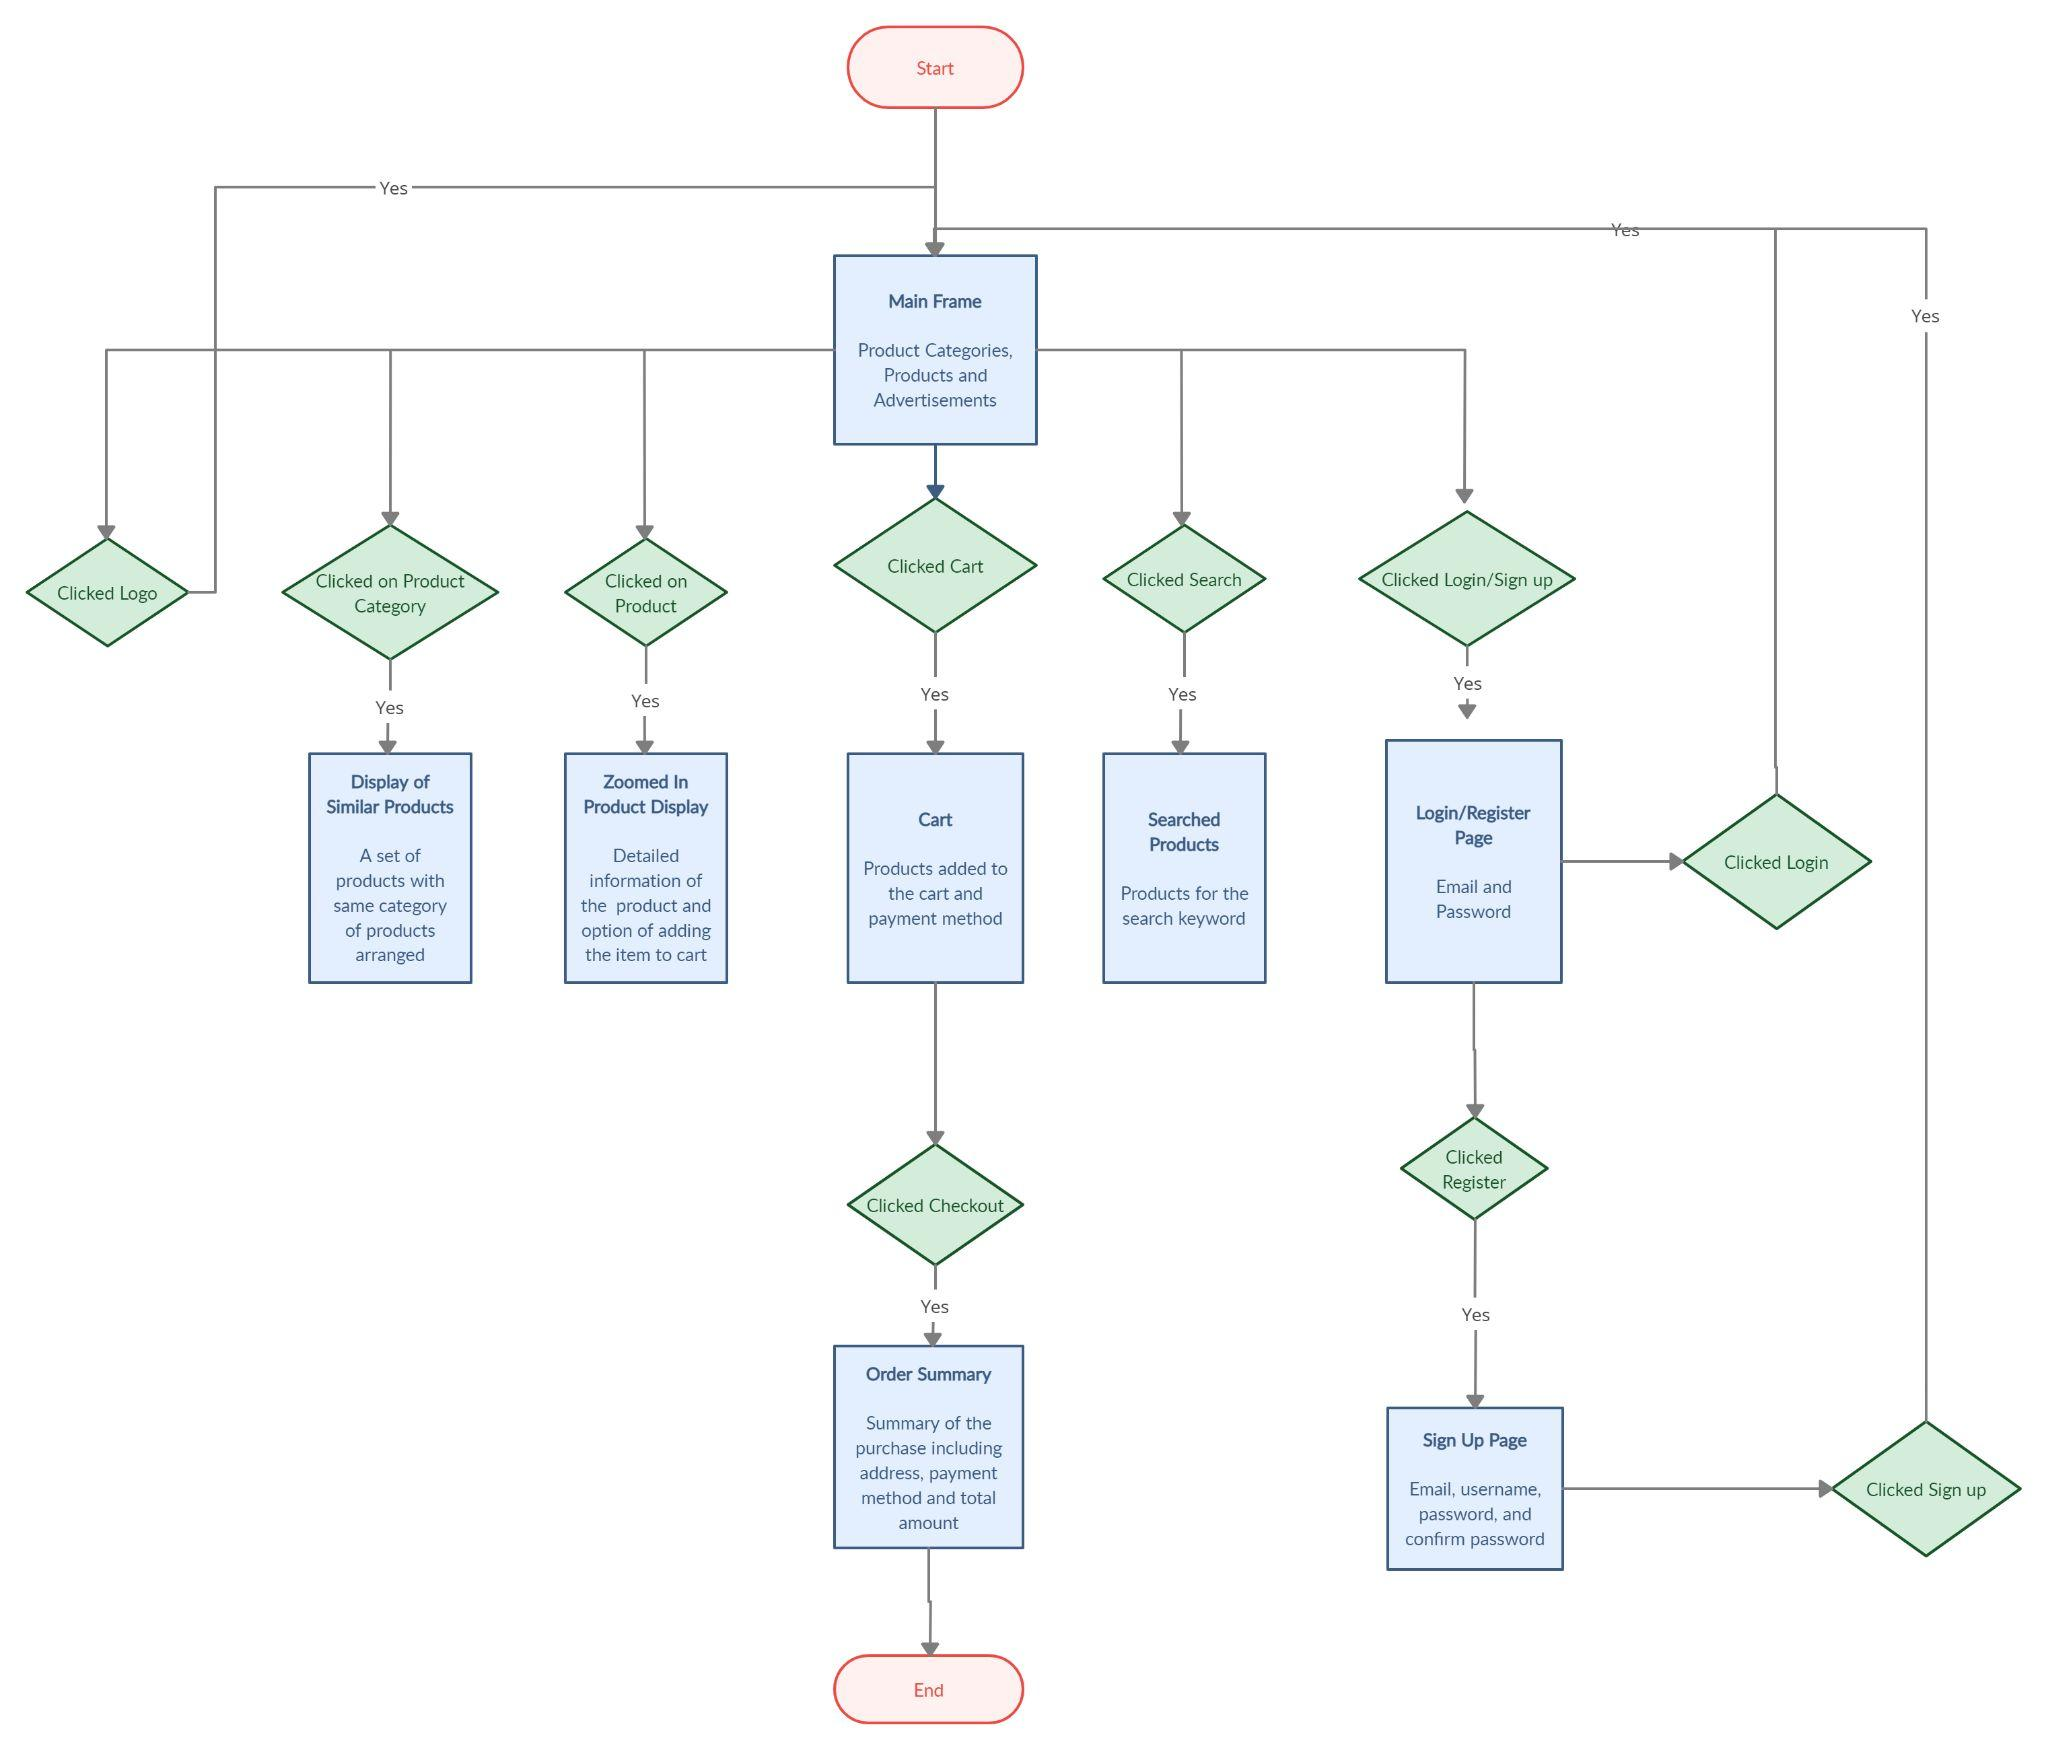 Start
Yes
Yes
Yes
Main Frame
Product Categories,
Products and
Advertisements
Clicked Logo
Clicked on Product
Category
Clicked on
Product
Clicked Cart
Clicked Search
Clicked Login/Sign up
Yes
Yes
Yes
Yes
Yes
Display of
Similar Products
A set of
products with
same category
of products
arranged
Zoomed In
Product Display
Detailed
information of
the product and
option of adding
the item to cart
Cart
Products added to
the cart and
payment method
Searched
Products
Products for the
search keyword
Login/Register
Page
Email and
Password
Clicked Login
Clicked Checkout
Clicked
Register
Yes
Yes
Order Summary
Summary of the
purchase including
address, payment
method and total
amount
Sign Up Page
Email, username,
password, and
confirm password
Clicked Sign up
End